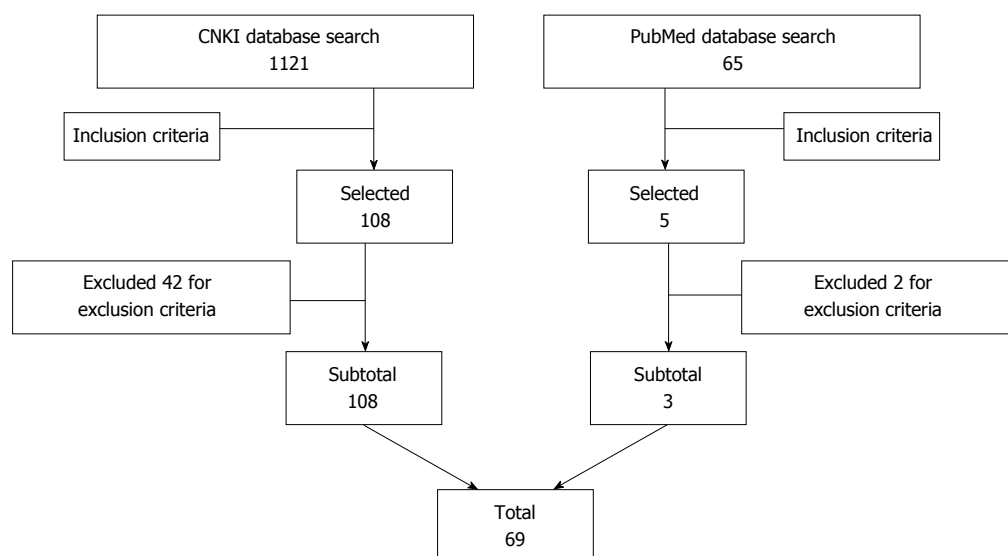 CNKI database search
1121
PubMed database search
65
Inclusion criteria
Inclusion criteria
Selected
108
Selected
5
Excluded 42 for
exclusion criteria
Excluded 2 for
exclusion criteria
Subtotal
108
Subtotal
3
Total
69